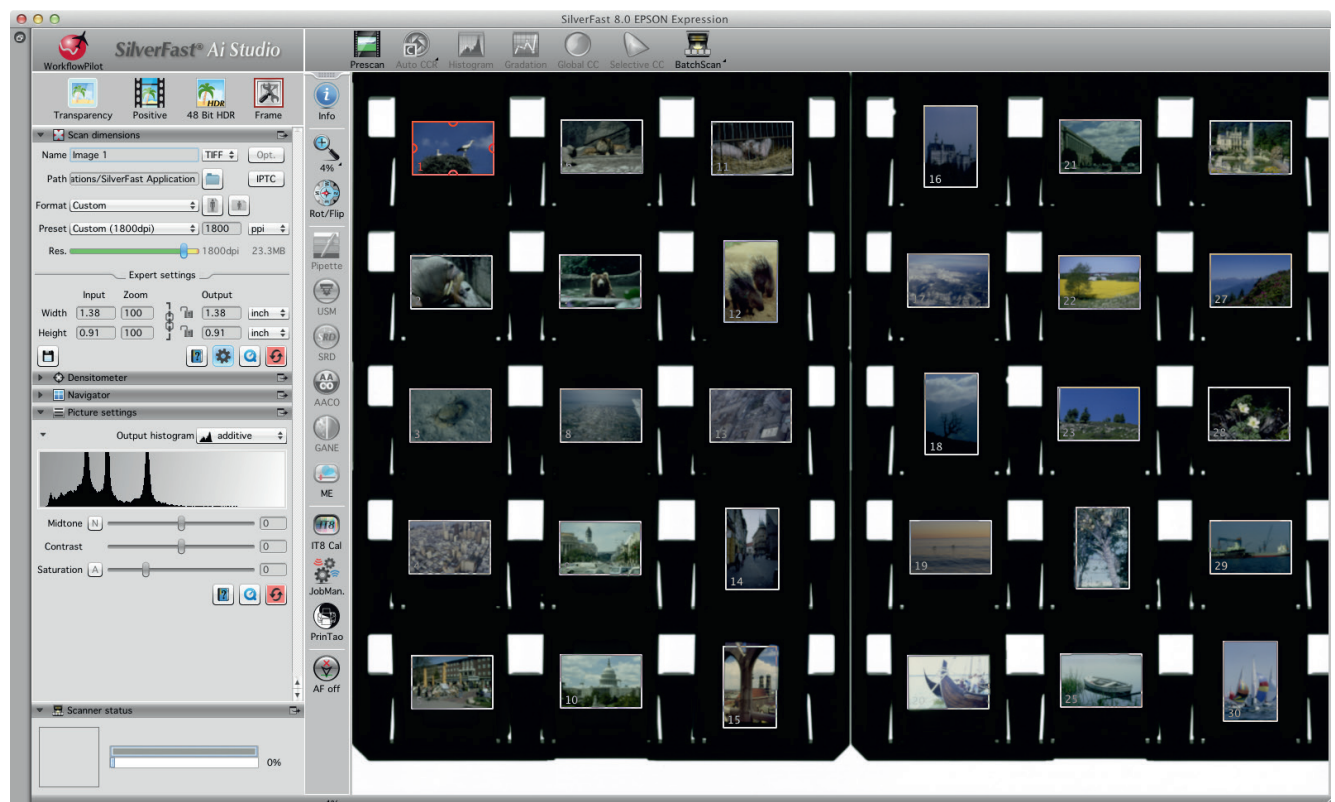 SilverFast 8.0 EPSON Expression
SilverFast® Ai Studio
WorkflowPilot
Prescan
Auto CCR
Histogram
Gradation
Global CC
Selective CC
BatchScan
Transparency
Positive
48 Bit HDR
Frame
HDR
Scan dimensions
Name Image 1 TIFF Opt.
Path ations/SilverFast Application IPTC
Format Custom
Preset Custom (1800dpi) 1800 ppi
Res. 1800dpi 23.3MB
Expert settings
Input Zoom Output
Width 1.38 100 1.38 inch
Height 0.91 100 0.91 inch
Densitometer
Navigator
Picture settings
Output histogram additive
Midtone N 0
Contrast 0
Saturation A 0
Scanner status
0%
Info
4%
Rot/Flip
Pipette
USM
SRD
SRD
AACO
AA
CO
GANE
ME
IT8
IT8 Cal
JobMan.
PrinTao
AF off
1
11
16
21
2
12
22
27
3
8
13
18
23
28
14
19
29
10
15
25
30